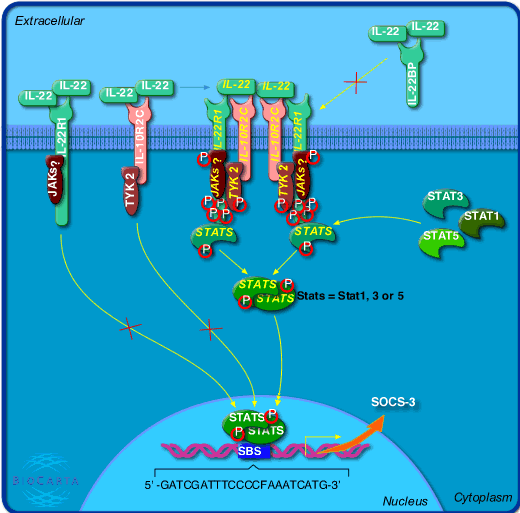 Extracellular
IL-22
IL-22
IL-22
IL-22
IL-22
IL-22
IL-22
IL-22
IL-22BP
IL-22R1
IL-10R2C
IL-22R1
IL-10R2C
IL-10R2C
IL-22R1
JAKs?
TYK 2
JAKs?
TYK 2
TYK 2
JAKs?
P
P
P
P
P
P
P
P
P
P
STATS
P
STATS
P
STAT3
STAT1
STAT5
STATS
P
STATS
P
Stats = Stat1, 3 or 5
SOCS-3
STATS
P
STATS
P
SBS
5' -GATCGATTTCCCCFAAATCATG-3'
BIOCARTA
Nucleus
Cytoplasm